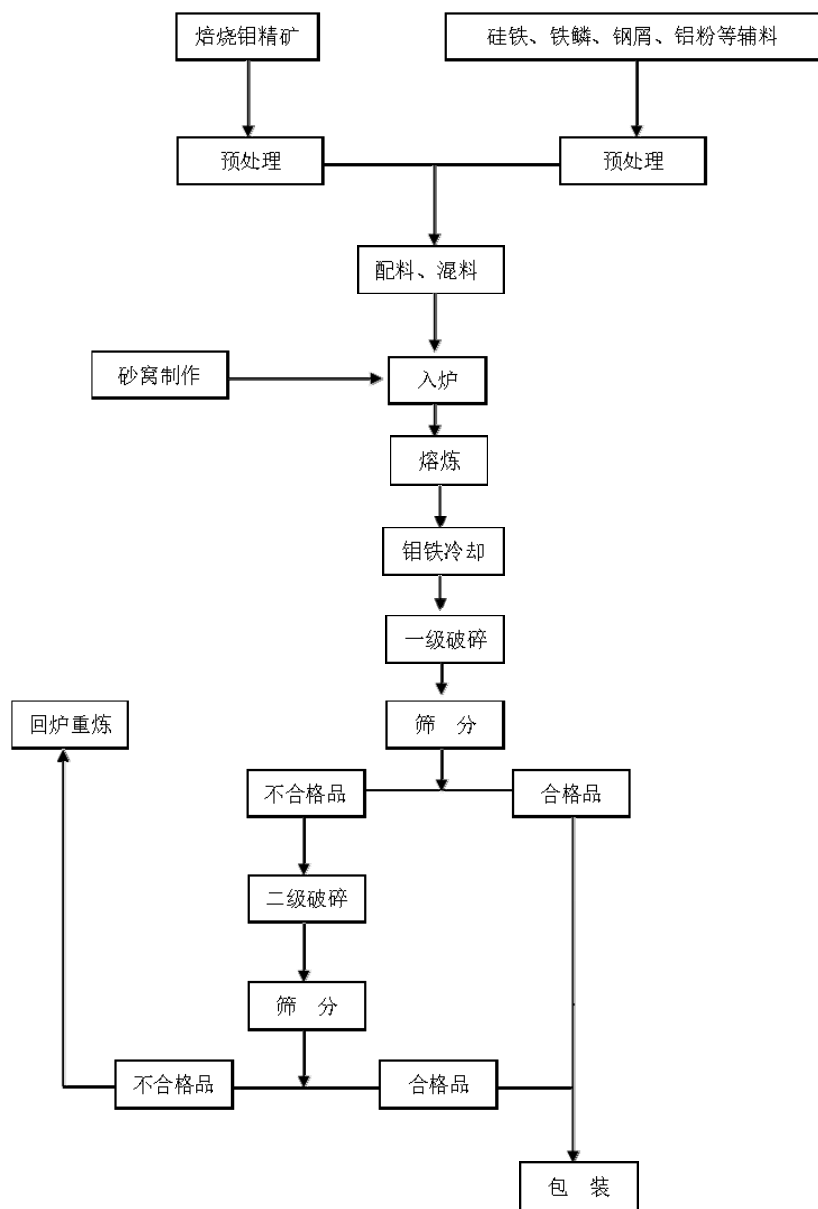 焙烧钼精矿
硅铁、铁鳞、钢屑、铝粉等辅料
预处理
预处理
配料、混料
砂窝制作
入炉
熔炼
钼铁冷却
一级破碎
回炉重炼
筛 分
不合格品
合格品
二级破碎
筛 分
不合格品
合格品
包 装